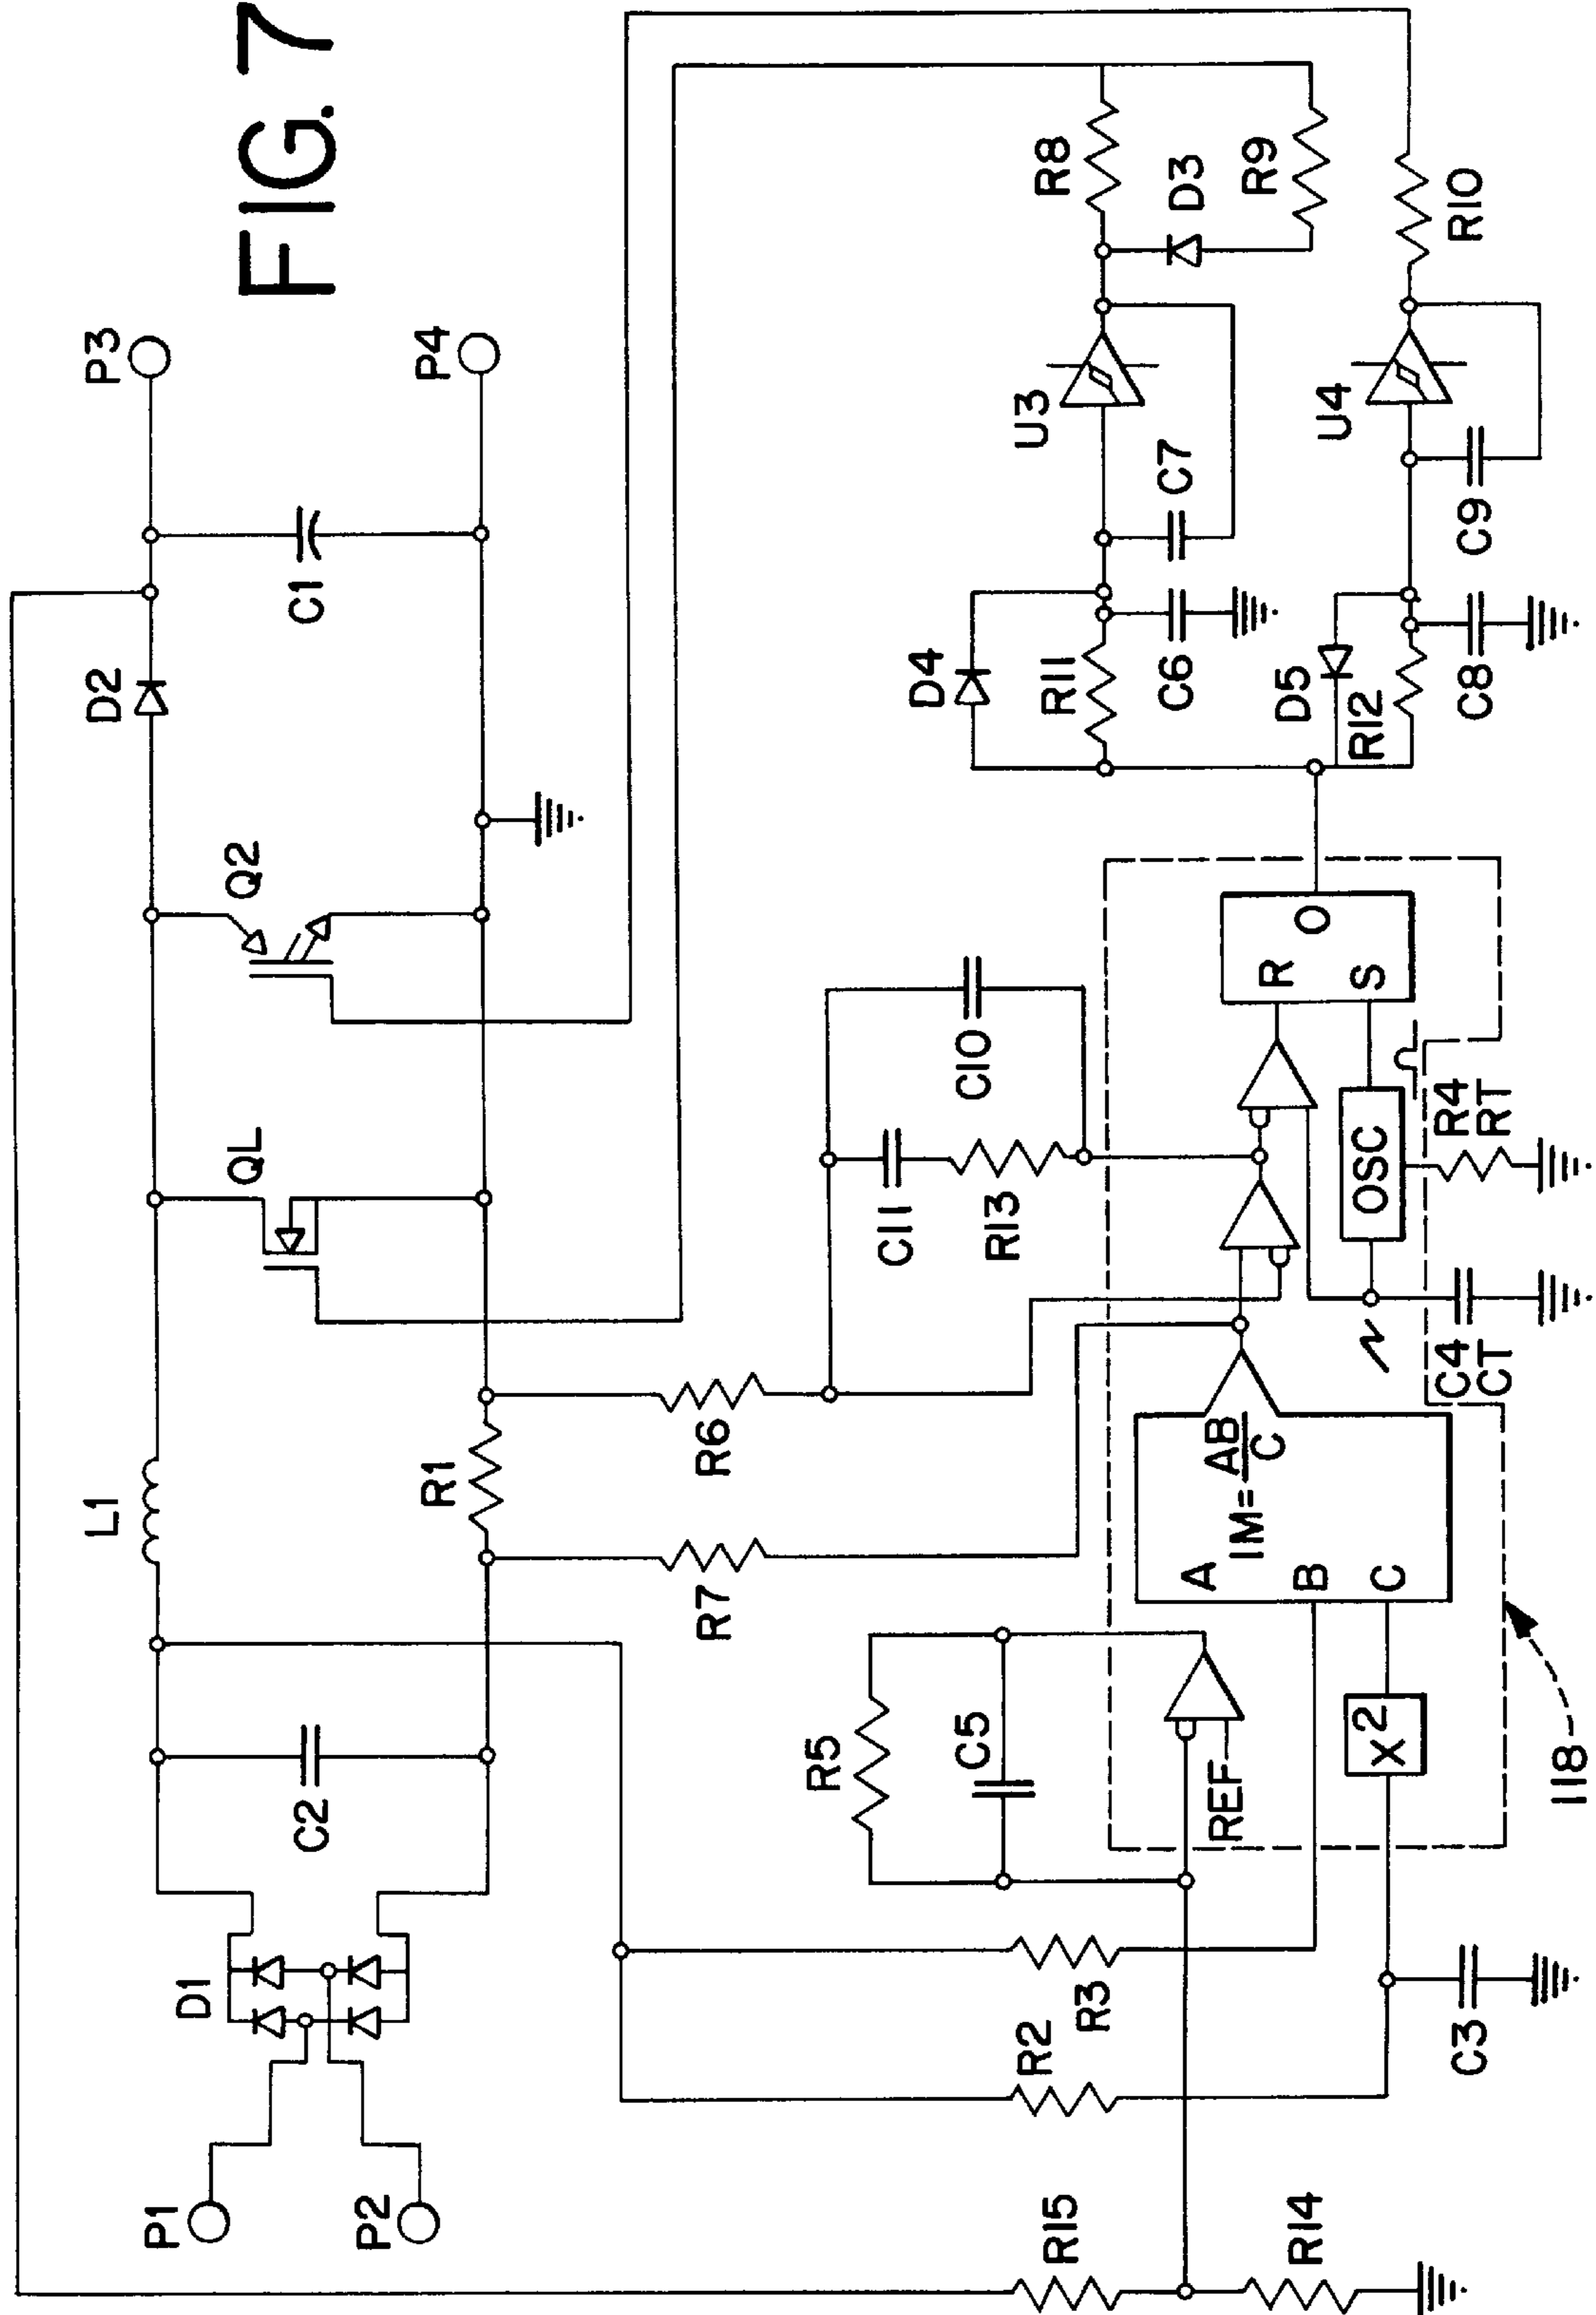 FIG. 7
P3
P4
D2
C1
Q2
QL
L1
R1
C2
D1
P1
P2
R8
D3
R9
R10
U3
U4
C7
C9
D4
R11
C6
D5
R12
C8
C10
C11
R13
R6
R7
R O
S
OSC
R4
RT
C4
CT
A
IM=AB/C
B
C
R5
C5
REF
X²
118
R3
R2
C3
R15
R14